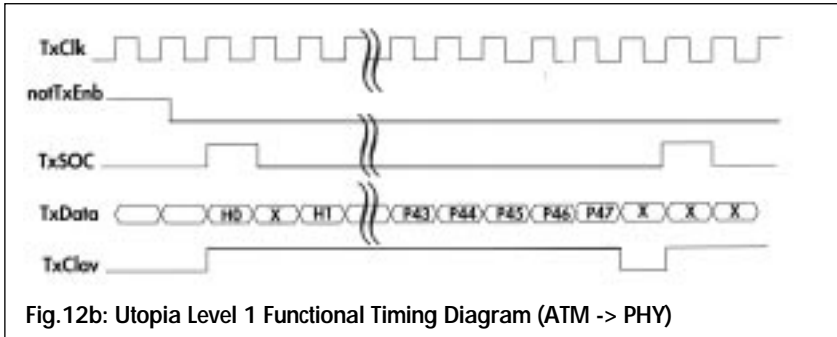 TxClk
notTxEnb
TxSOC
TxData H0 X H1 P43 P44 P45 P46 P47 X X X
TxClav
Fig.12b: Utopia Level 1 Functional Timing Diagram (ATM -> PHY)